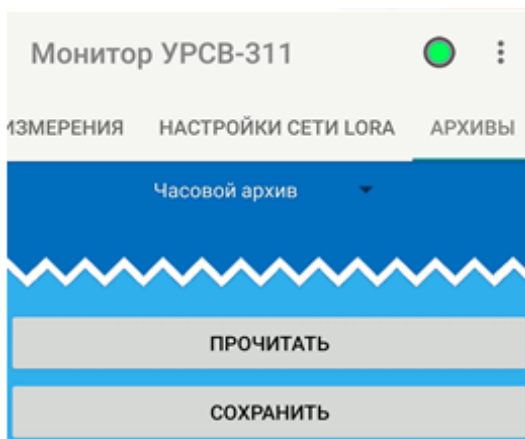 Монитор УРСВ-311
ИЗМЕРЕНИЯ НАСТРОЙКИ СЕТИ LORA АРХИВЫ
Часовой архив
ПРОЧИТАТЬ
СОХРАНИТЬ